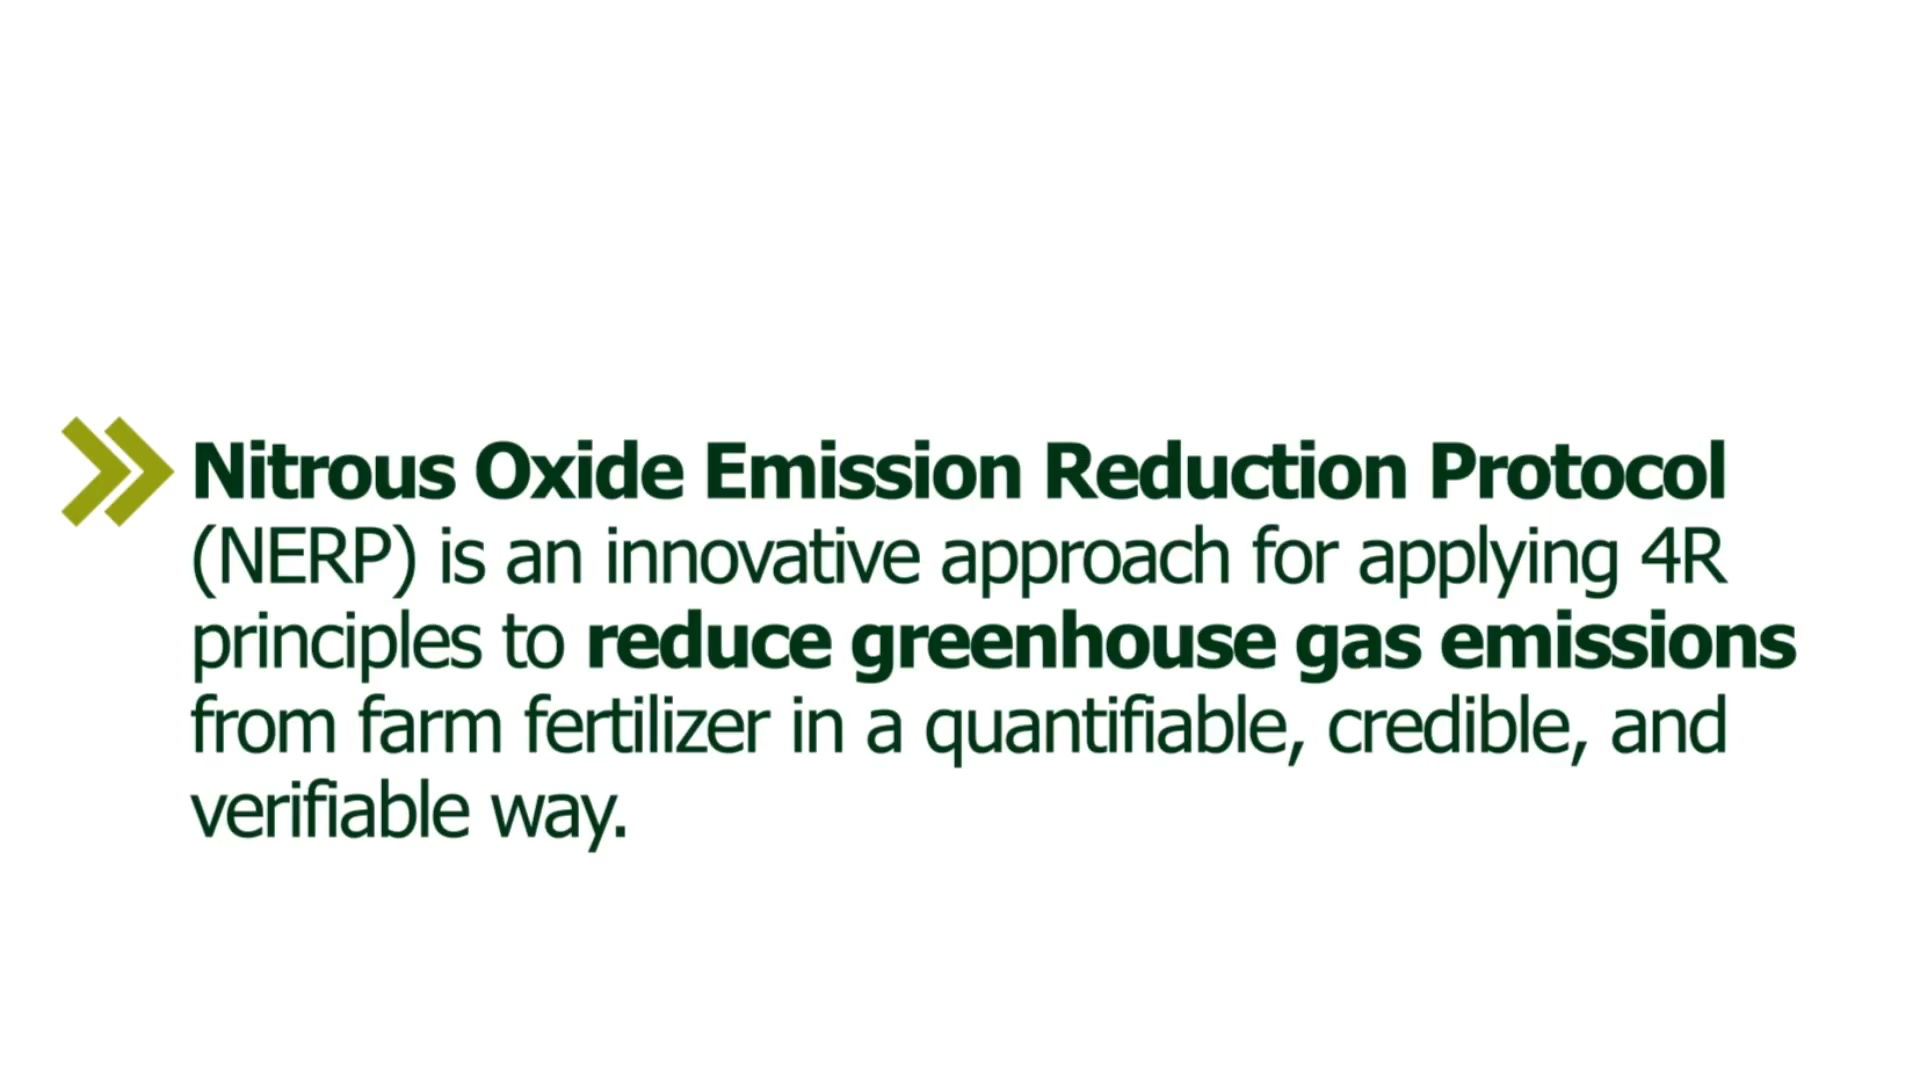 Nitrous Oxide Emission Reduction Protocol
(NERP) is an innovative approach for applying 4R
principles to reduce greenhouse gas emissions
from farm fertilizer in a quantifiable, credible, and
verifiable way.